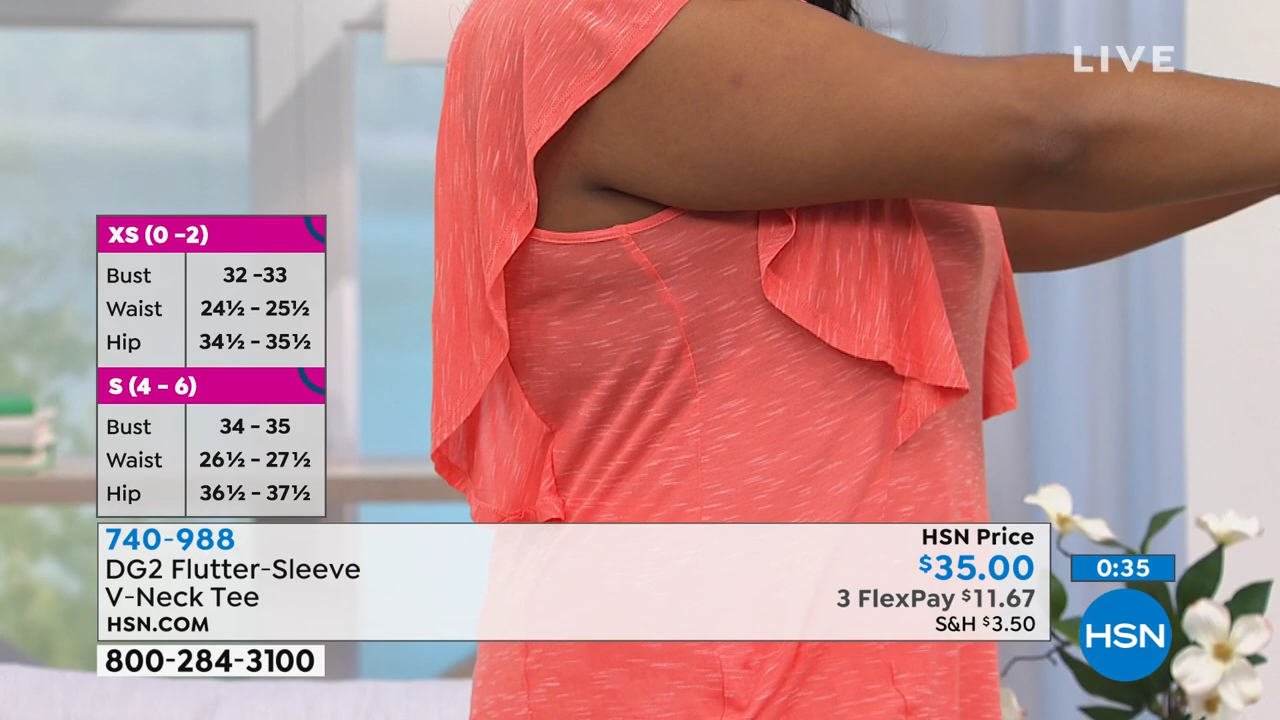 LIVE
XS (0 –2)
Bust 32 –33
Waist 24½ – 25½
Hip 34½ – 35½
S (4 – 6)
Bust 34 – 35
Waist 26½ – 27½
Hip 36½ – 37½
740-988
DG2 Flutter-Sleeve
V-Neck Tee
HSN.COM
800-284-3100
HSN Price
$35.00
3 FlexPay $11.67
S&H $3.50
0:35
HSN